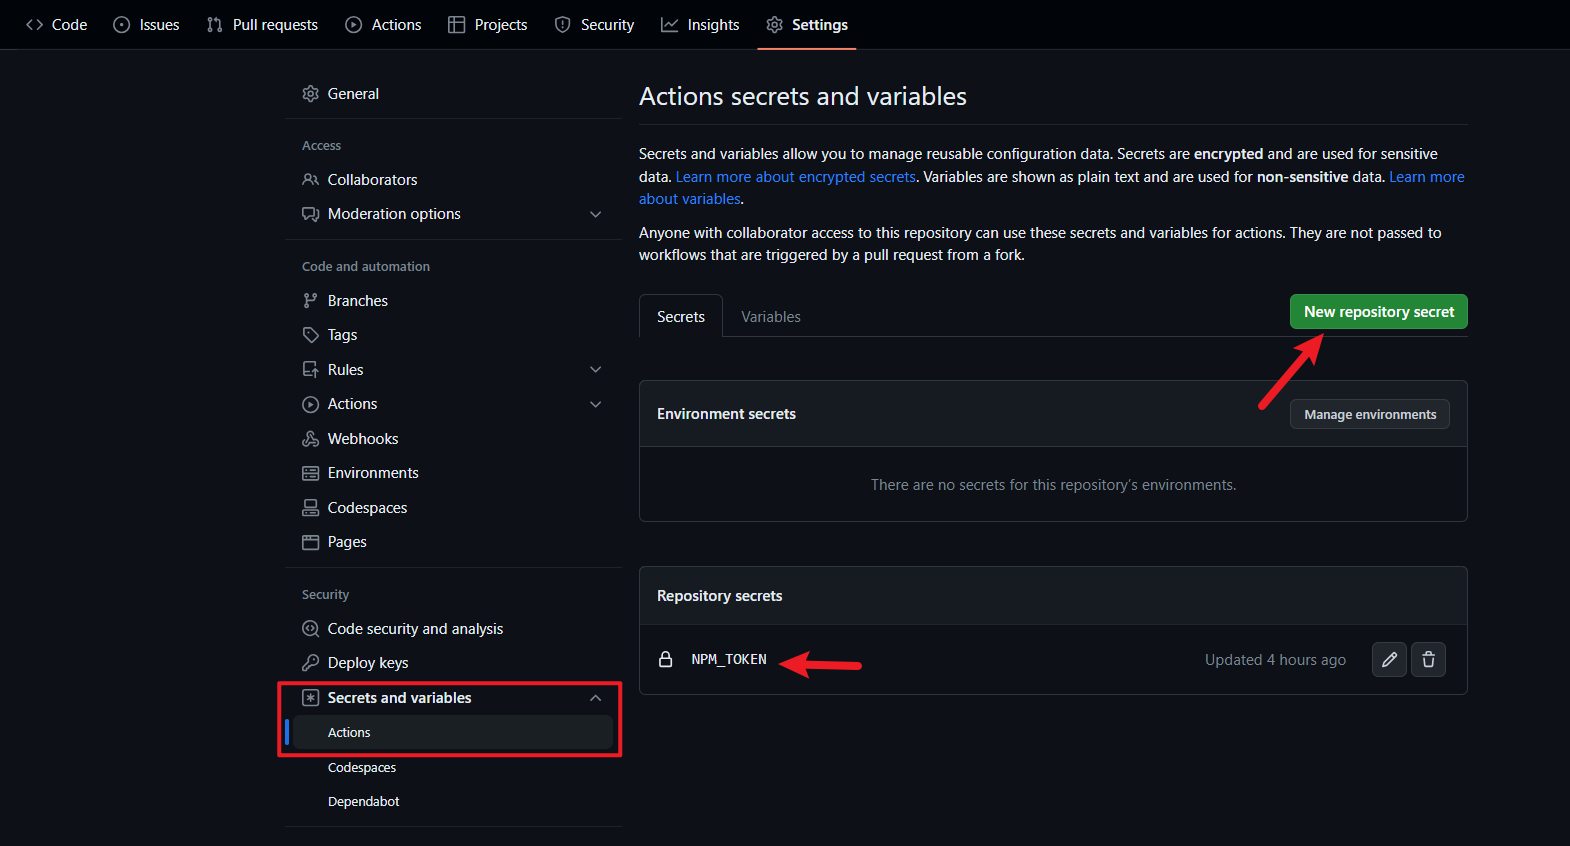 Code Issues Pull requests Actions Projects Security Insights Settings
General
Access
Collaborators
Moderation options
Code and automation
Branches
Tags
Rules
Actions
Webhooks
Environments
Codespaces
Pages
Security
Code security and analysis
Deploy keys
Secrets and variables
Actions
Codespaces
Dependabot
Actions secrets and variables
Secrets and variables allow you to manage reusable configuration data. Secrets are encrypted and are used for sensitive
data. Learn more about encrypted secrets. Variables are shown as plain text and are used for non-sensitive data. Learn more
about variables.
Anyone with collaborator access to this repository can use these secrets and variables for actions. They are not passed to
workflows that are triggered by a pull request from a fork.
Secrets Variables New repository secret
Environment secrets Manage environments
There are no secrets for this repository's environments.
Repository secrets
NPM_TOKEN Updated 4 hours ago